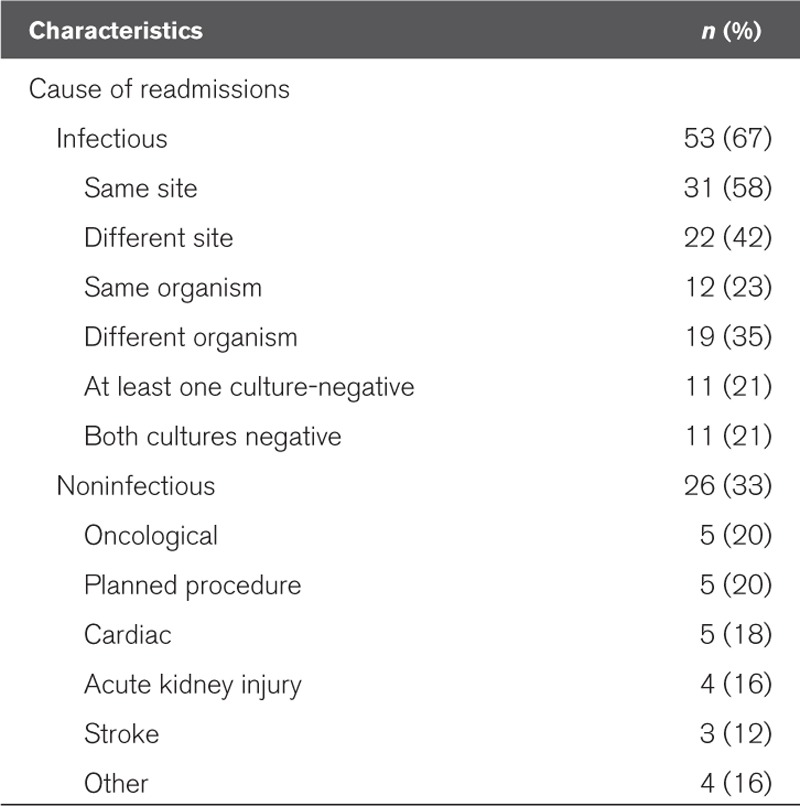 Characteristics n (%)
Cause of readmissions
Infectious 53 (67)
Same site 31 (58)
Different site 22 (42)
Same organism 12 (23)
Different organism 19 (35)
At least one culture-negative 11 (21)
Both cultures negative 11 (21)
Noninfectious 26 (33)
Oncological 5 (20)
Planned procedure 5 (20)
Cardiac 5 (18)
Acute kidney injury 4 (16)
Stroke 3 (12)
Other 4 (16)